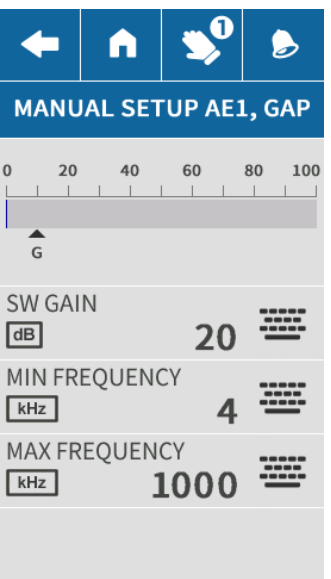 1
MANUAL SETUP AE1, GAP
0 20 40 60 80 100
G
SW GAIN
dB 20
MIN FREQUENCY
kHz 4
MAX FREQUENCY
kHz 1000